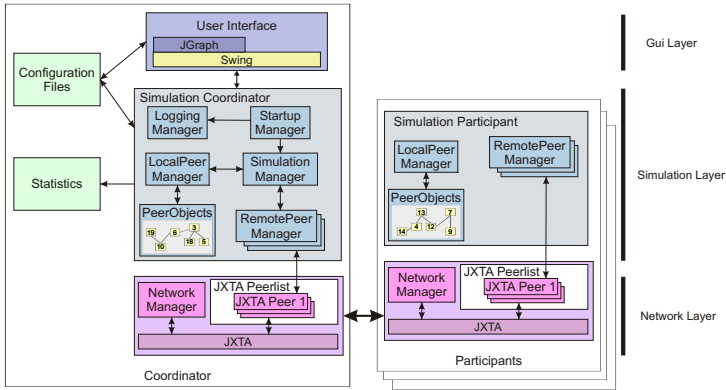 User Interface
JGraph
Swing
Gui Layer
Configuration
Files
Simulation Coordinator
Logging
Manager
Startup
Manager
LocalPeer
Manager
Simulation
Manager
Statistics
PeerObjects
19
6
3
10
18
5
RemotePeer
Manager
Simulation Participant
LocalPeer
Manager
RemotePeer
Manager
PeerObjects
13
7
14
4
12
9
Simulation Layer
Network
Manager
JXTA Peerlist
JXTA Peer 1
JXTA
Coordinator
Network
Manager
JXTA Peerlist
JXTA Peer 1
JXTA
Participants
Network Layer